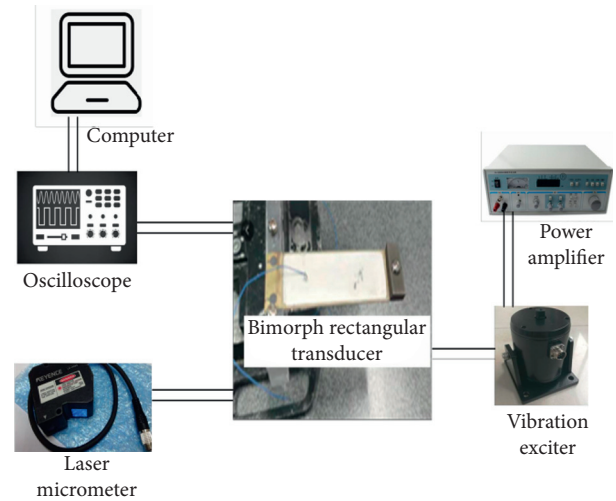 Computer
Oscilloscope
Power
amplifier
Bimorph rectangular
transducer
KEYENCE
Laser
micrometer
Vibration
exciter